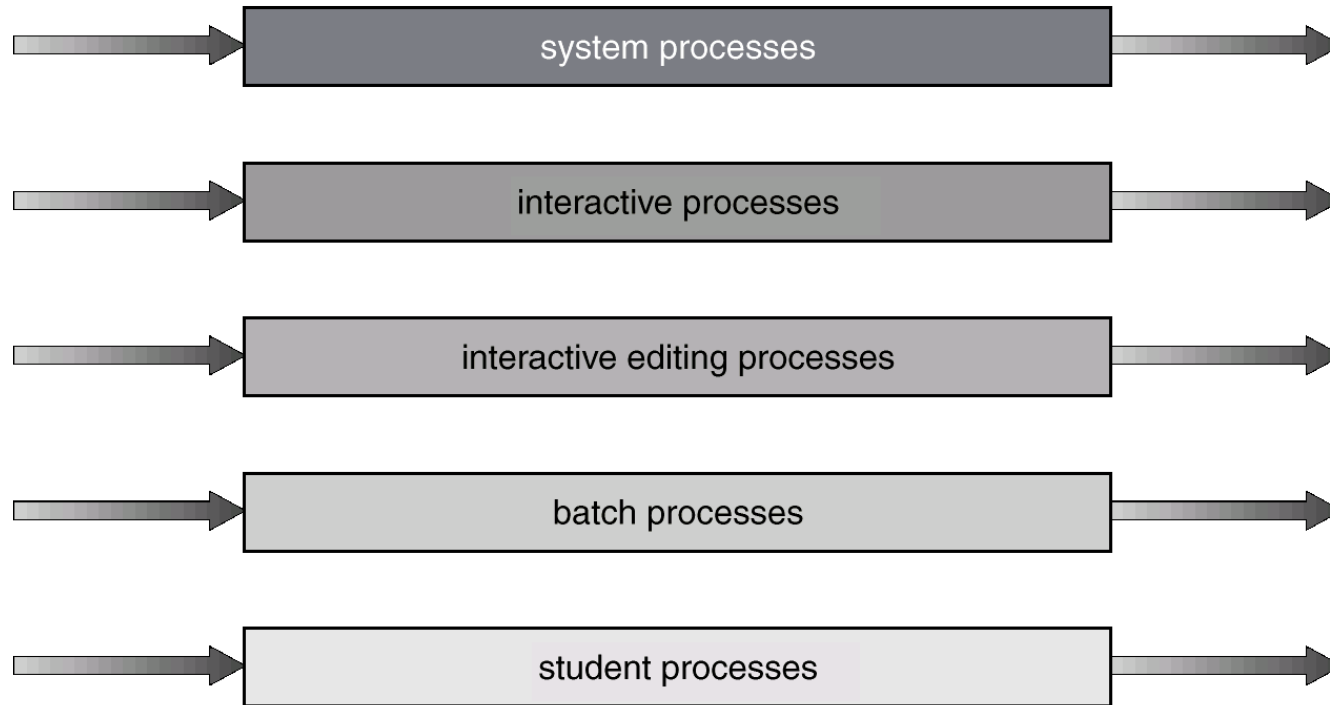 system processes
interactive processes
interactive editing processes
batch processes
student processes